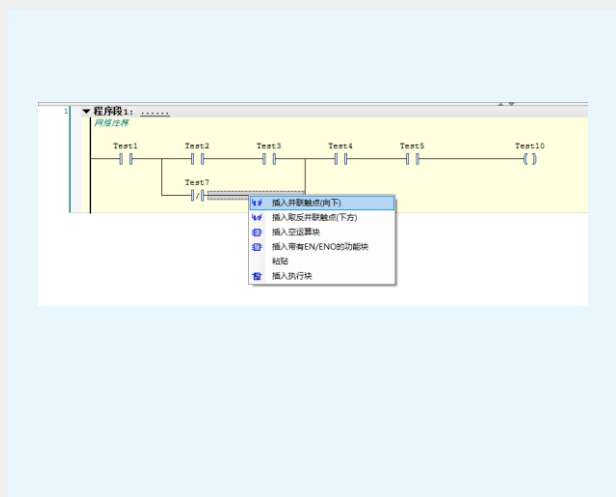 1
程序段1: ......
网络注释
Test1 Test2 Test3 Test4 Test5 Test10
Test7
插入并联触点(向下)
插入取反并联触点(下方)
插入空运算块
插入带有EN/ENO的功能块
粘贴
插入执行块